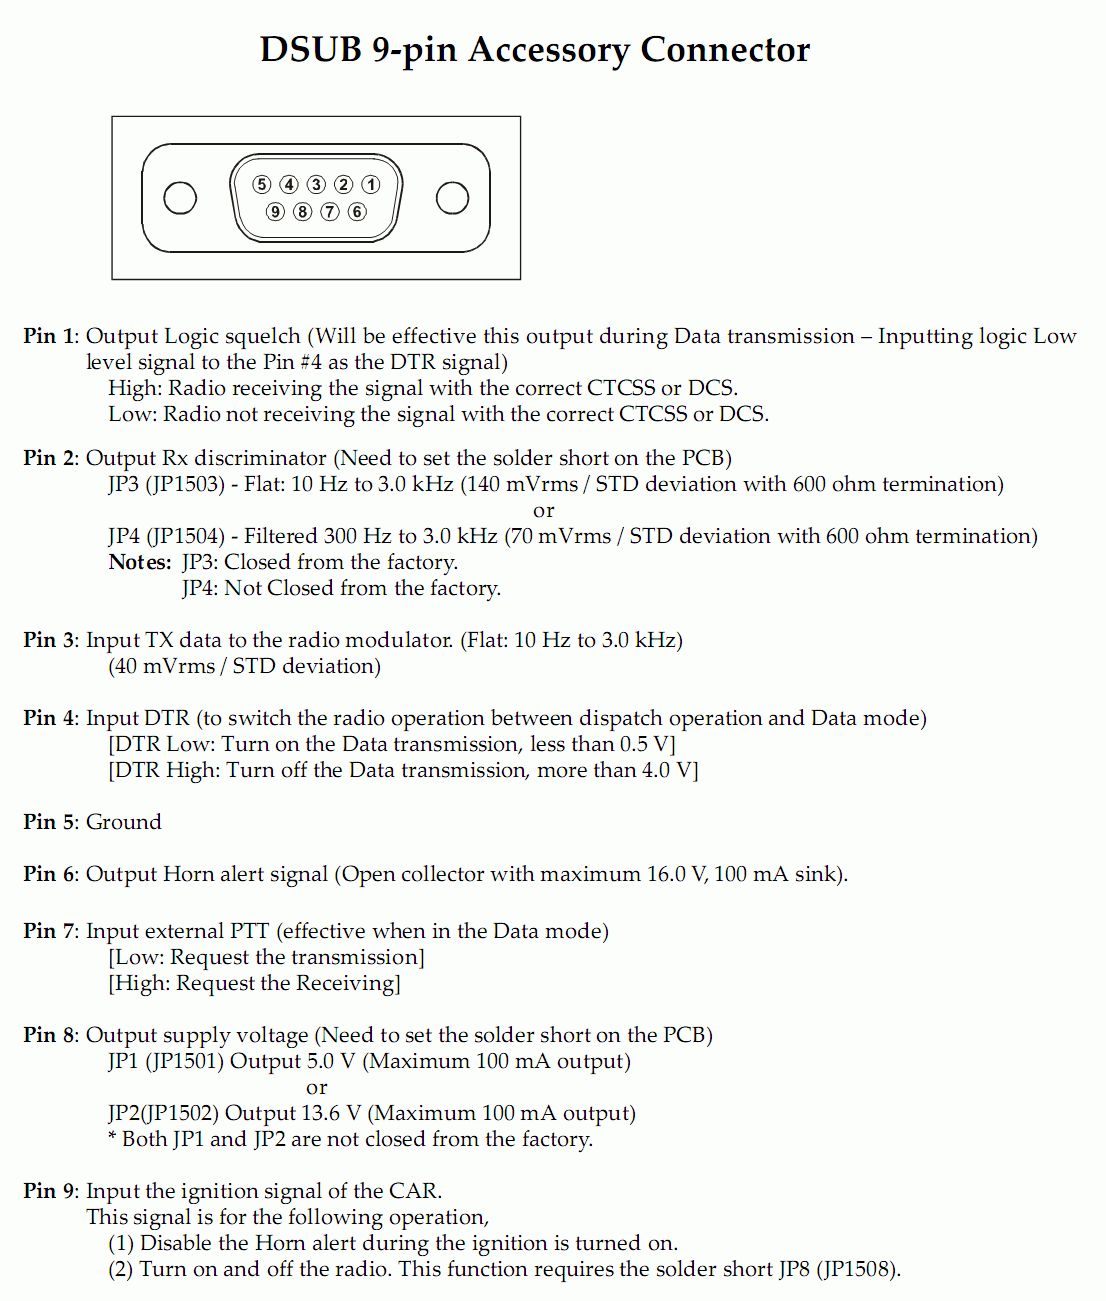 DSUB 9-pin Accessory Connector
5 4 3 2 1
9 8 7 6
Pin 1: Output Logic squelch (Will be effective this output during Data transmission – Inputting logic Low
level signal to the Pin #4 as the DTR signal)
High: Radio receiving the signal with the correct CTCSS or DCS.
Low: Radio not receiving the signal with the correct CTCSS or DCS.
Pin 2: Output Rx discriminator (Need to set the solder short on the PCB)
JP3 (JP1503) - Flat: 10 Hz to 3.0 kHz (140 mVrms / STD deviation with 600 ohm termination)
or
JP4 (JP1504) - Filtered 300 Hz to 3.0 kHz (70 mVrms / STD deviation with 600 ohm termination)
Notes: JP3: Closed from the factory.
JP4: Not Closed from the factory.
Pin 3: Input TX data to the radio modulator. (Flat: 10 Hz to 3.0 kHz)
(40 mVrms / STD deviation)
Pin 4: Input DTR (to switch the radio operation between dispatch operation and Data mode)
[DTR Low: Turn on the Data transmission, less than 0.5 V]
[DTR High: Turn off the Data transmission, more than 4.0 V]
Pin 5: Ground
Pin 6: Output Horn alert signal (Open collector with maximum 16.0 V, 100 mA sink).
Pin 7: Input external PTT (effective when in the Data mode)
[Low: Request the transmission]
[High: Request the Receiving]
Pin 8: Output supply voltage (Need to set the solder short on the PCB)
JP1 (JP1501) Output 5.0 V (Maximum 100 mA output)
or
JP2(JP1502) Output 13.6 V (Maximum 100 mA output)
* Both JP1 and JP2 are not closed from the factory.
Pin 9: Input the ignition signal of the CAR.
This signal is for the following operation,
(1) Disable the Horn alert during the ignition is turned on.
(2) Turn on and off the radio. This function requires the solder short JP8 (JP1508).